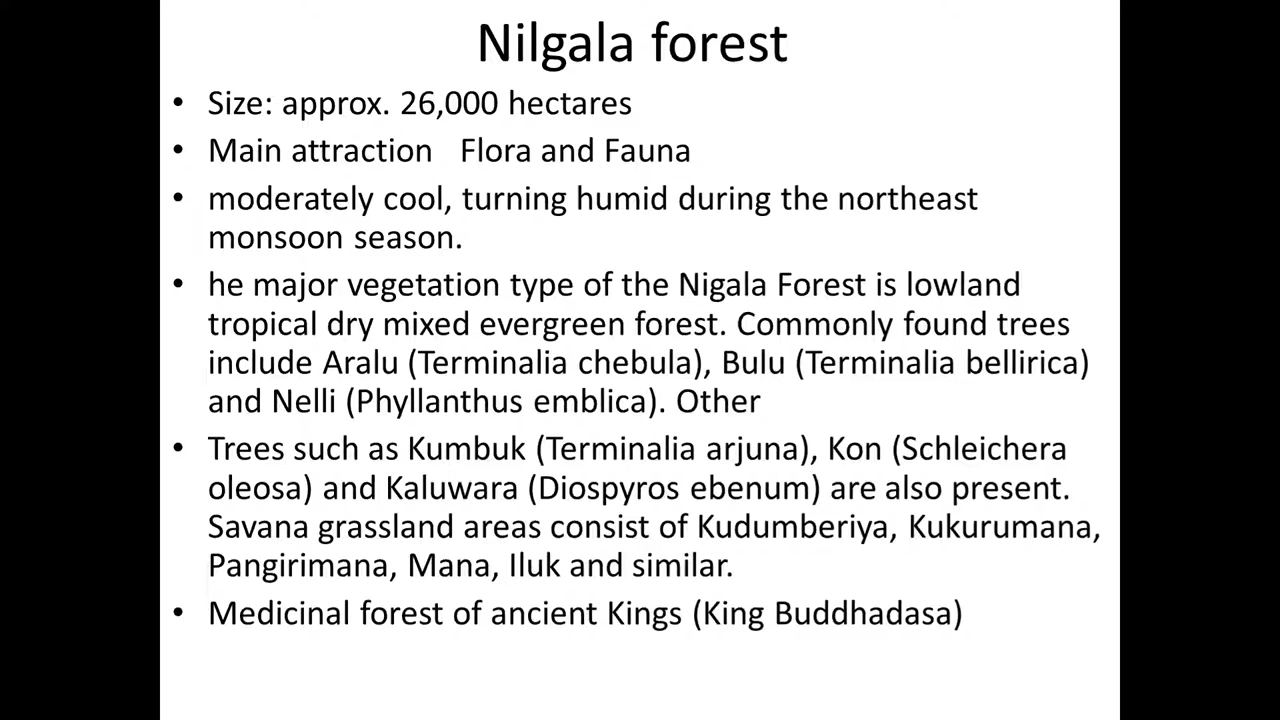 Nilgala forest
• Size: approx. 26,000 hectares
• Main attraction   Flora and Fauna
• moderately cool, turning humid during the northeast
monsoon season.
• he major vegetation type of the Nigala Forest is lowland
tropical dry mixed evergreen forest. Commonly found trees
include Aralu (Terminalia chebula), Bulu (Terminalia bellirica)
and Nelli (Phyllanthus emblica). Other
• Trees such as Kumbuk (Terminalia arjuna), Kon (Schleichera
oleosa) and Kaluwara (Diospyros ebenum) are also present.
Savana grassland areas consist of Kudumberiya, Kukurumana,
Pangirimana, Mana, Iluk and similar.
• Medicinal forest of ancient Kings (King Buddhadasa)